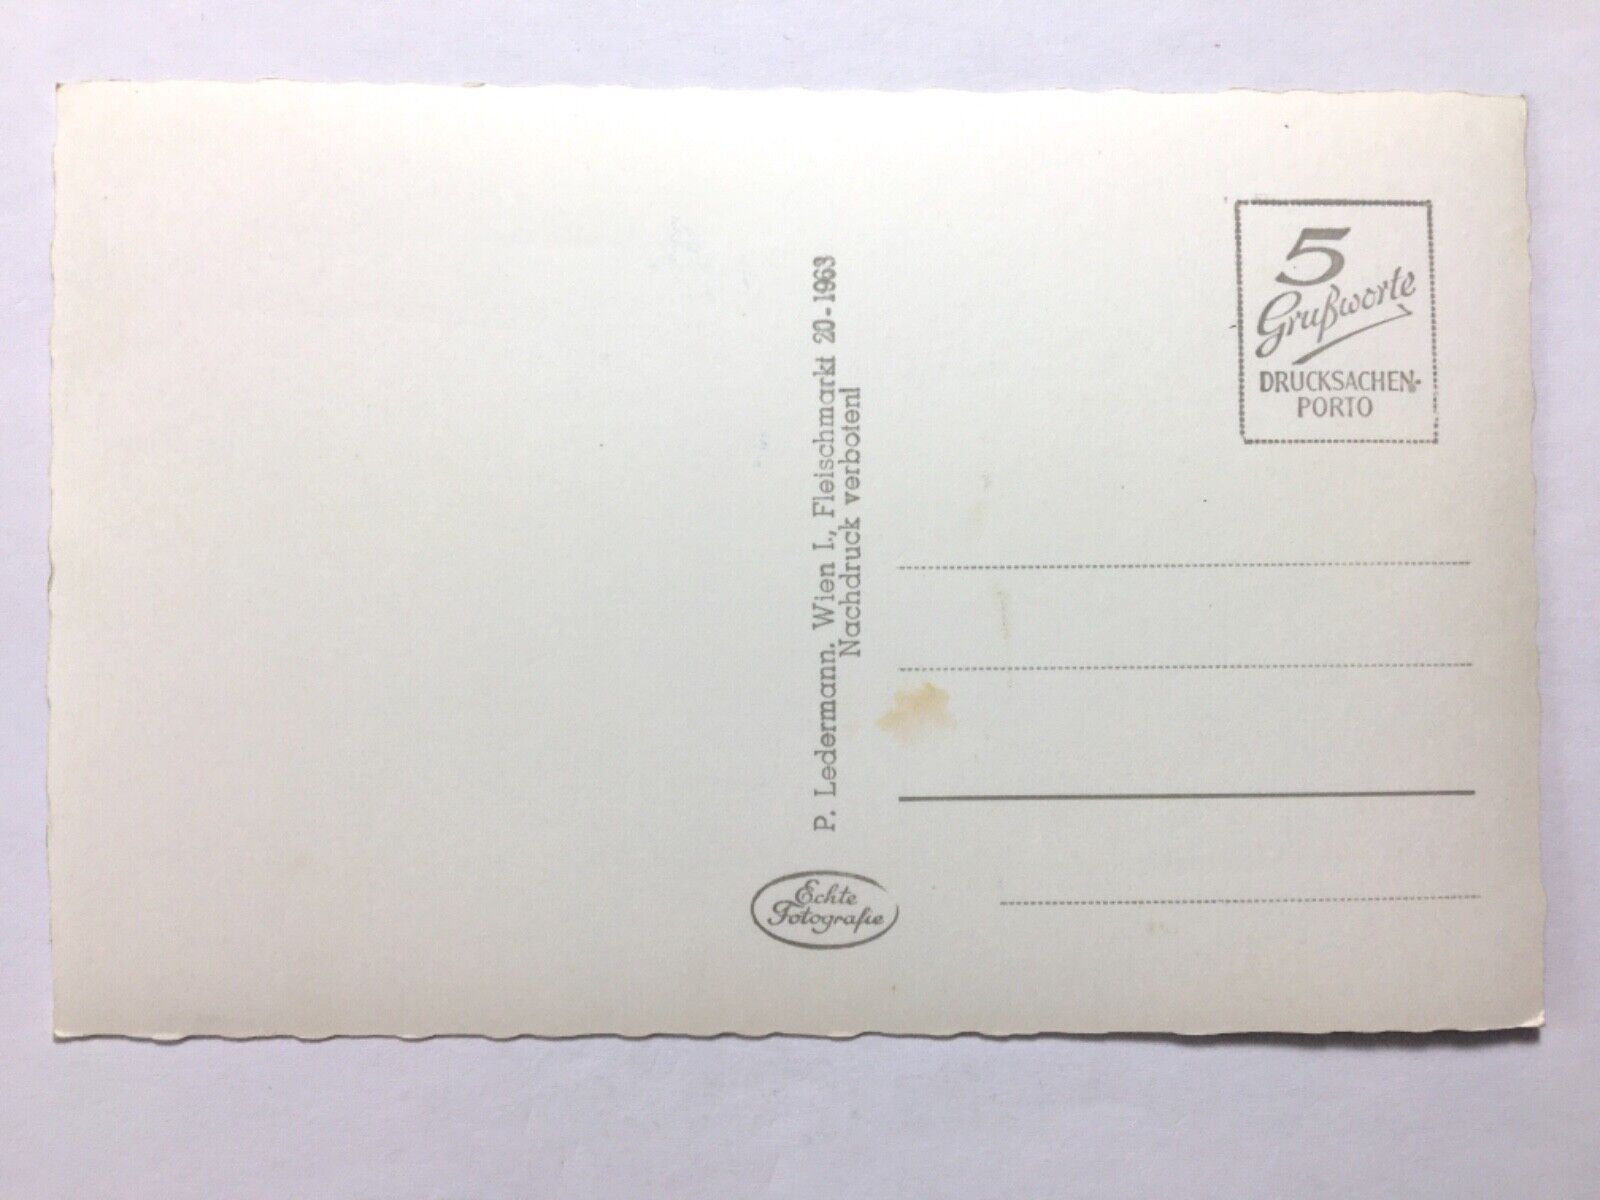 P. Ledermann, Wien I., Fleischmarkt 20-1963
Nachdruck verboten!
Echte
Fotografie
5
Grußworte
DRUCKSACHEN-
PORTO